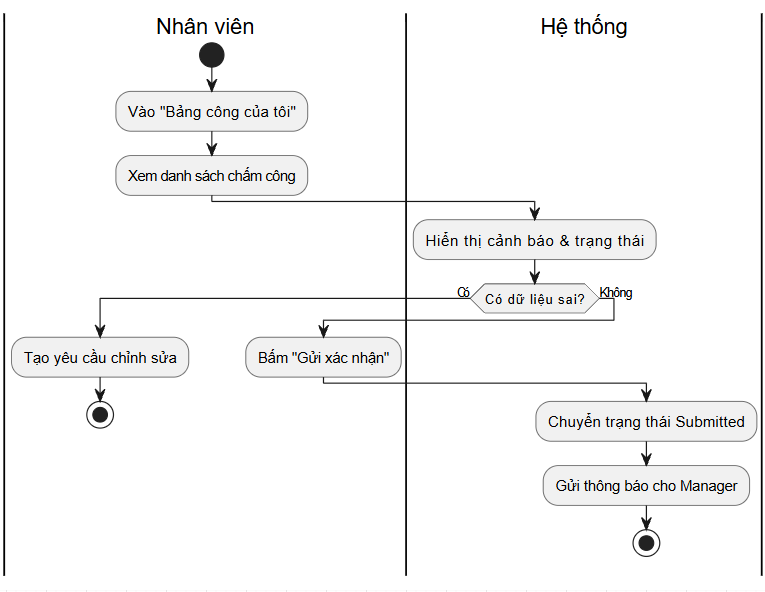 Nhân viên
Hệ thống
Vào "Bảng công của tôi"
Xem danh sách chấm công
Hiển thị cảnh báo & trạng thái
Có
Có dữ liệu sai?
Không
Tạo yêu cầu chỉnh sửa
Bấm "Gửi xác nhận"
Chuyển trạng thái Submitted
Gửi thông báo cho Manager